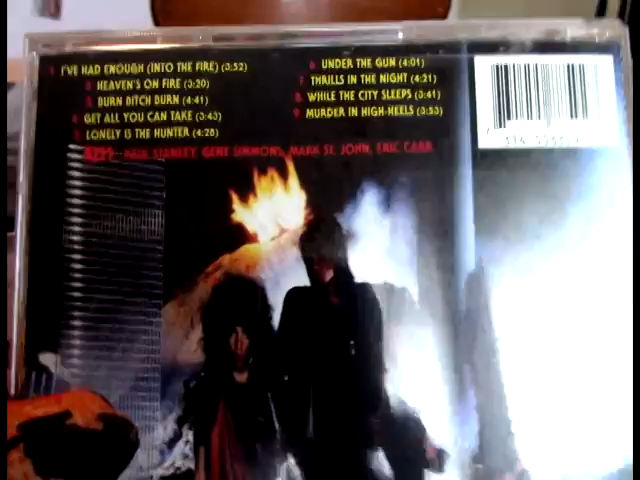 1 I'VE HAD ENOUGH (INTO THE FIRE) (3:52)
2 HEAVEN'S ON FIRE (3:20)
3 BURN BITCH BURN (4:41)
4 GET ALL YOU CAN TAKE (3:43)
5 LONELY IS THE HUNTER (4:28)
6 UNDER THE GUN (4:01)
7 THRILLS IN THE NIGHT (4:21)
8 WHILE THE CITY SLEEPS (3:41)
9 MURDER IN HIGH-HEELS (3:53)
KISS: PAUL STANLEY, GENE SIMMONS, MARK ST. JOHN, ERIC CARR